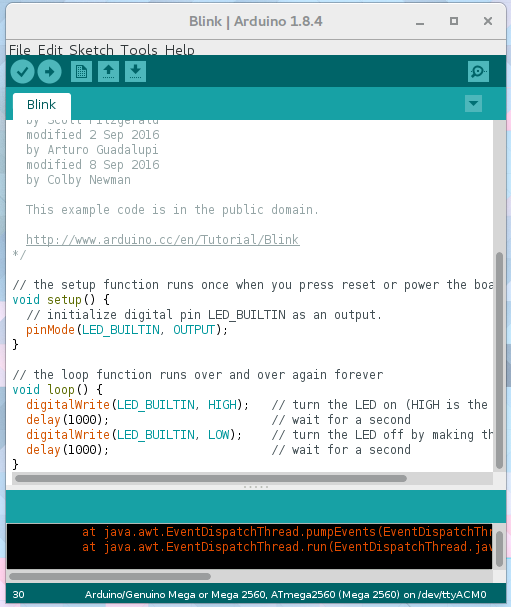 Blink | Arduino 1.8.4
File Edit Sketch Tools Help
Blink
by Scott Fitzgerald
modified 2 Sep 2016
by Arturo Guadalupi
modified 8 Sep 2016
by Colby Newman
This example code is in the public domain.
http://www.arduino.cc/en/Tutorial/Blink
*/
// the setup function runs once when you press reset or power the boa
void setup() {
// initialize digital pin LED_BUILTIN as an output.
pinMode(LED_BUILTIN, OUTPUT);
}
// the loop function runs over and over again forever
void loop() {
digitalWrite(LED_BUILTIN, HIGH);   // turn the LED on (HIGH is the
delay(1000);                       // wait for a second
digitalWrite(LED_BUILTIN, LOW);    // turn the LED off by making th
delay(1000);                       // wait for a second
}
at java.awt.EventDispatchThread.pumpEvents(EventDispatchThr
at java.awt.EventDispatchThread.run(EventDispatchThread.jav
30 Arduino/Genuino Mega or Mega 2560, ATmega2560 (Mega 2560) on /dev/ttyACM0